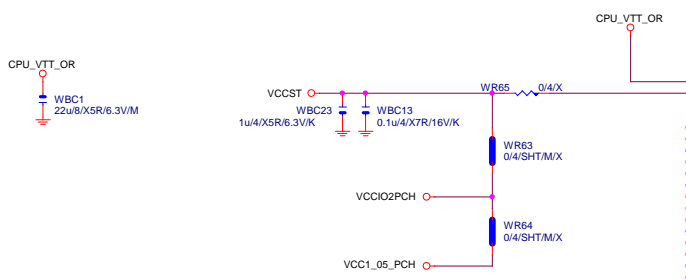 CPU_VTT_OR
CPU_VTT_OR
WBC1
22u/8/X5R/6.3V/M
VCCST
WR65
0/4/X
WBC23
1u/4/X5R/6.3V/K
WBC13
0.1u/4/X7R/16V/K
WR63
0/4/SHT/M/X
VCCIO2PCH
WR64
0/4/SHT/M/X
VCC1_05_PCH